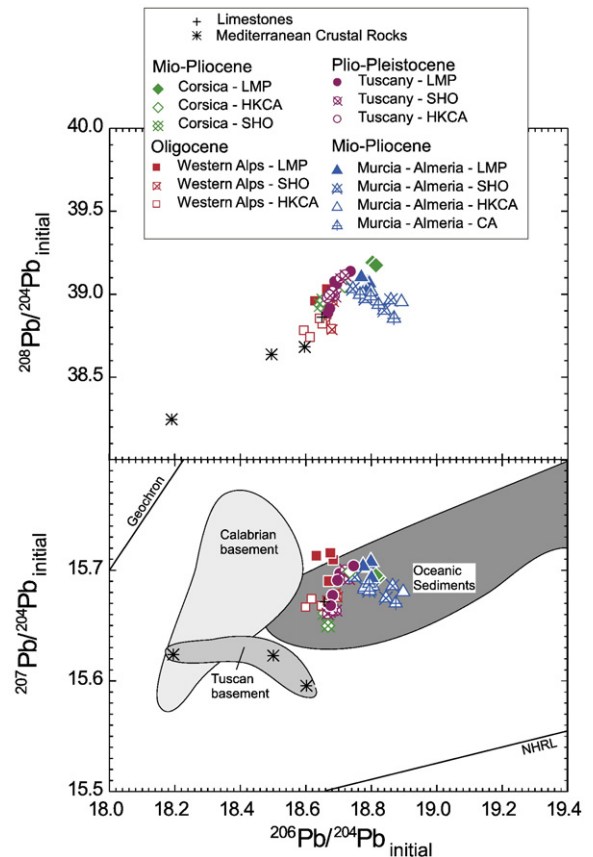 Limestones
Mediterranean Crustal Rocks
Mio-Pliocene
Corsica - LMP
Corsica - HKCA
Corsica - SHO
Oligocene
Western Alps - LMP
Western Alps - SHO
Western Alps - HKCA
Plio-Pleistocene
Tuscany - LMP
Tuscany - SHO
Tuscany - HKCA
Mio-Pliocene
Murcia - Almeria - LMP
Murcia - Almeria - SHO
Murcia - Almeria - HKCA
Murcia - Almeria - CA
40.0
39.5
39.0
38.5
208Pb/204Pb initial
Geochron
Calabrian
basement
Oceanic
Sediments
Tuscan
basement
NHRL
15.7
15.6
15.5
207Pb/204Pb initial
18.0 18.2 18.4 18.6 18.8 19.0 19.2 19.4
206Pb/204Pb initial